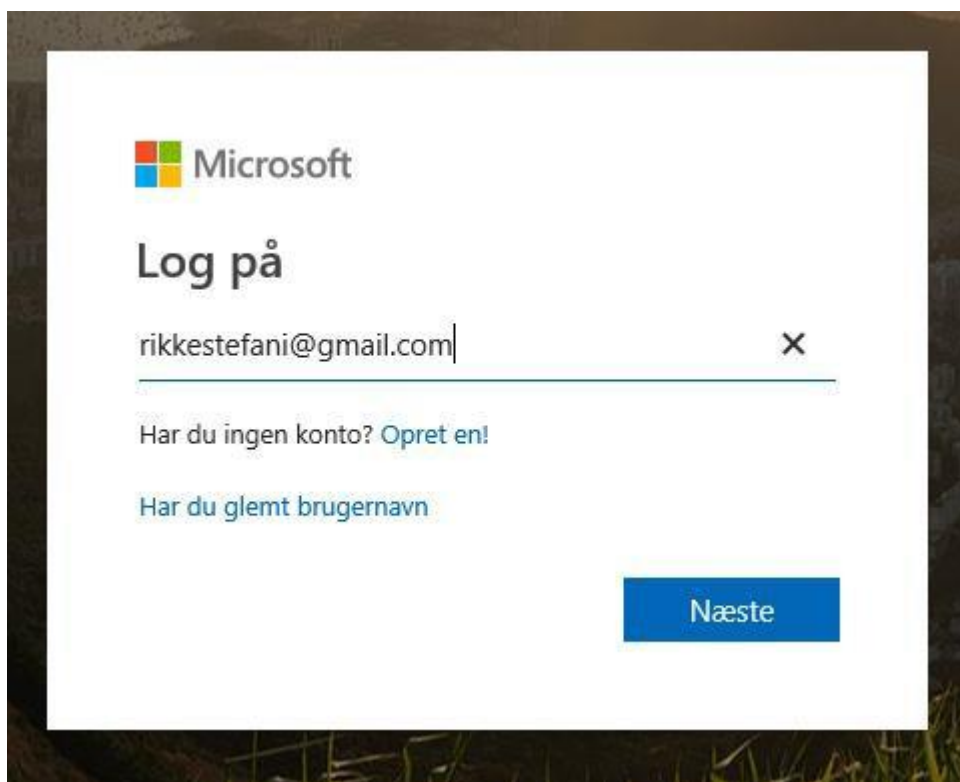 Microsoft
Log på
rikkestefani@gmail.com
Har du ingen konto? Opret en!
Har du glemt brugernavn
Næste